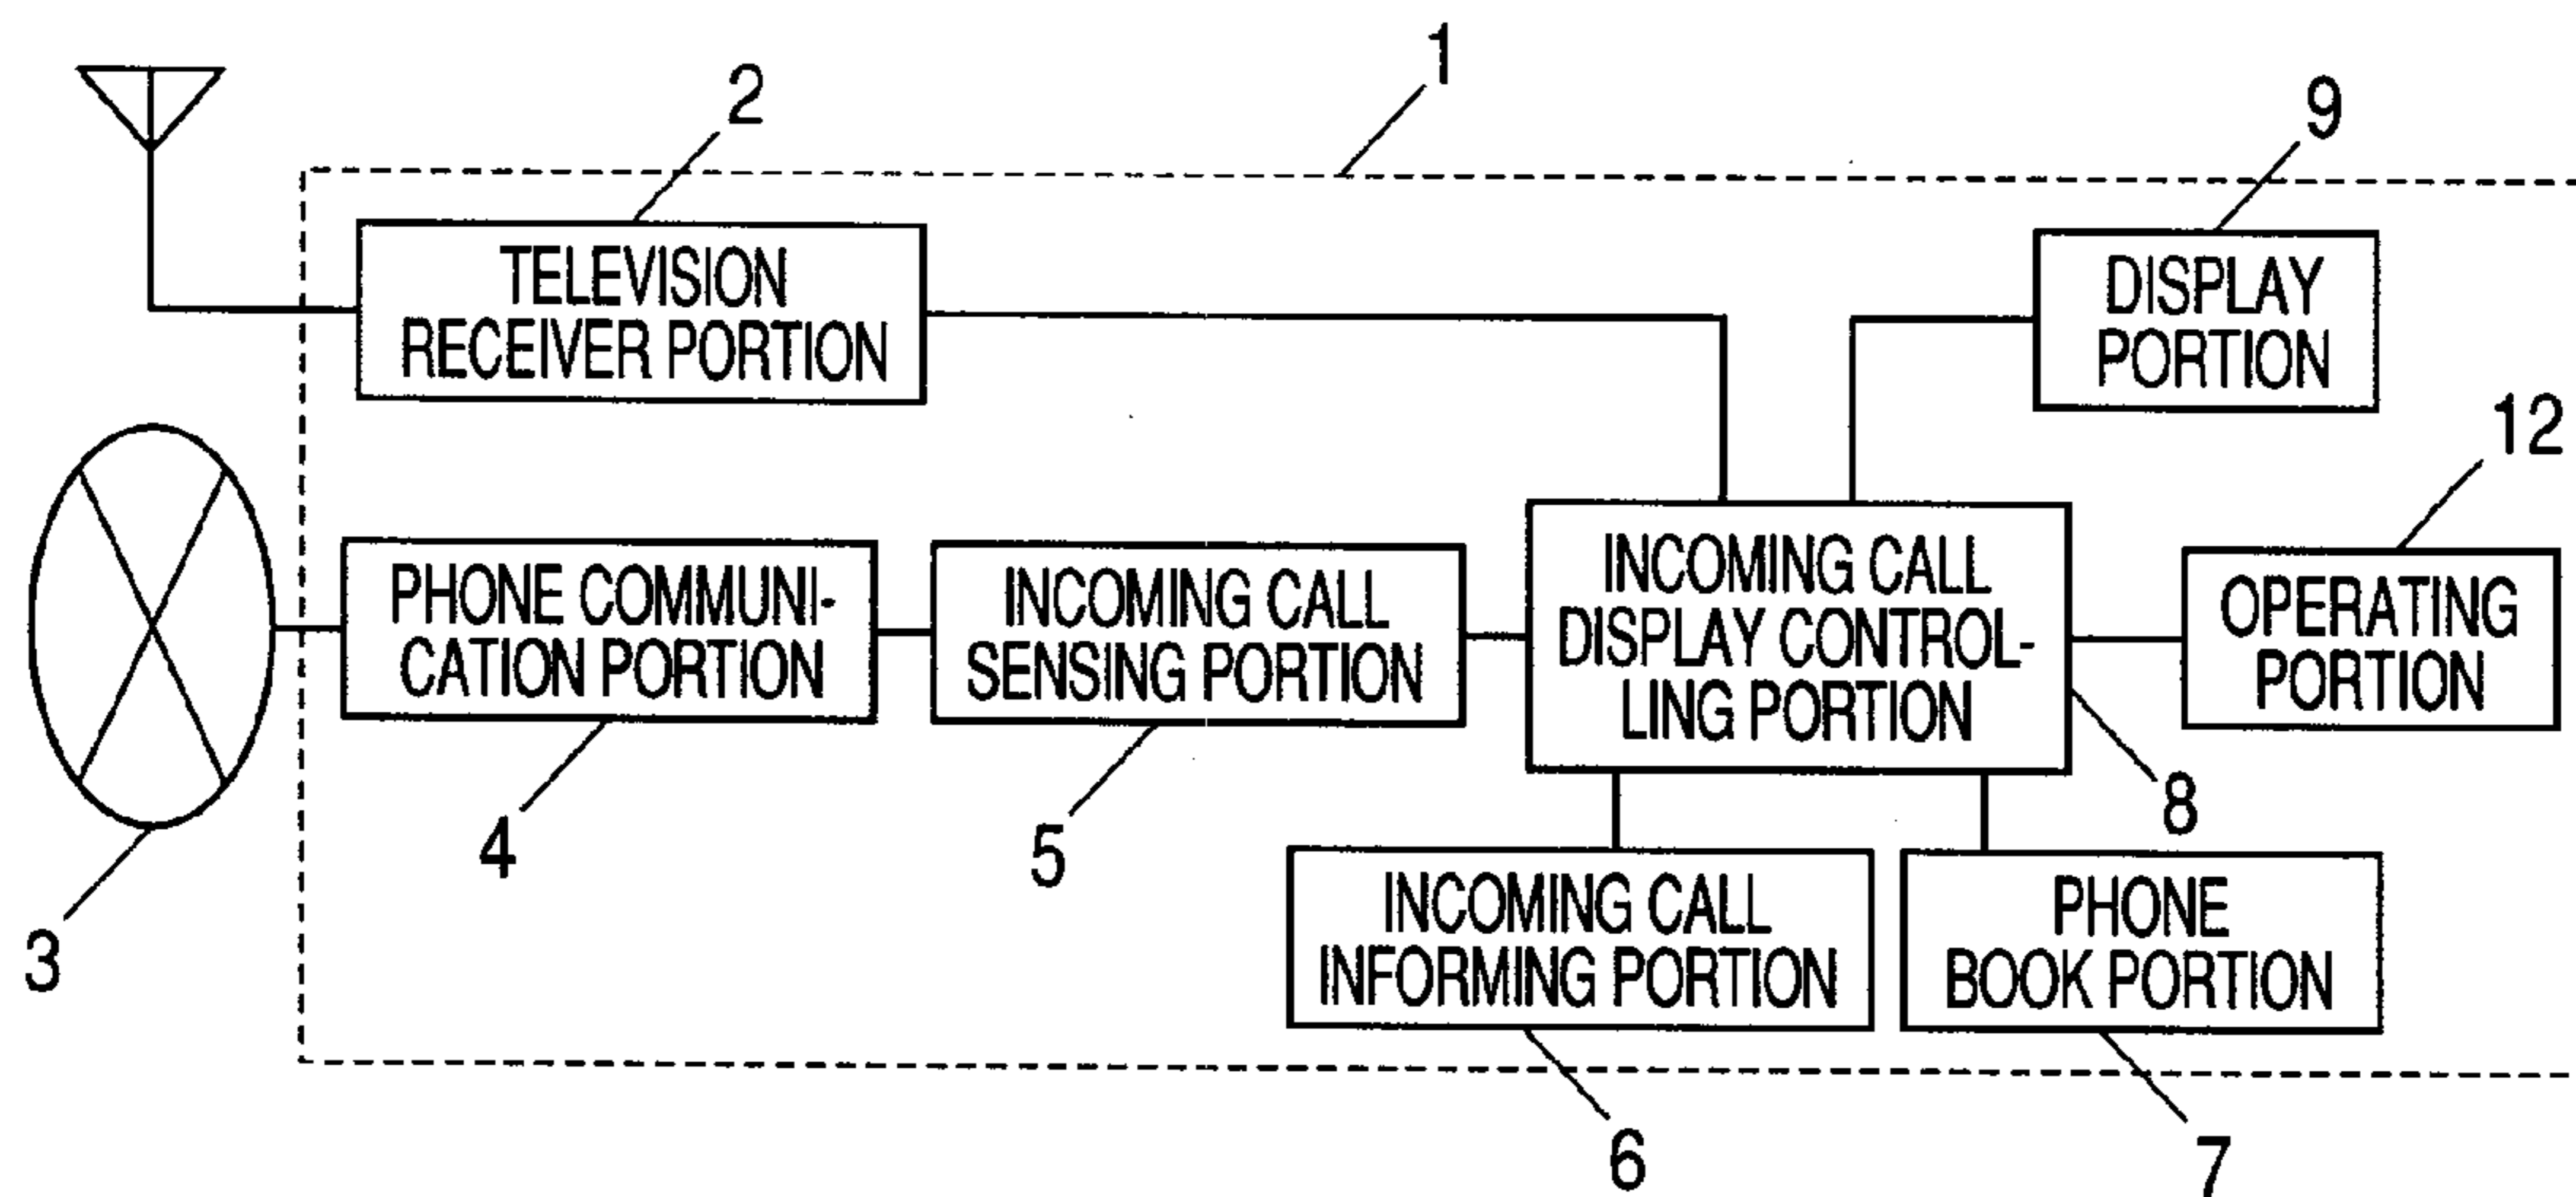 1
2
9
TELEVISION
RECEIVER PORTION
DISPLAY
PORTION
12
PHONE COMMUNI-
CATION PORTION
INCOMING CALL
SENSING PORTION
INCOMING CALL
DISPLAY CONTROL-
LING PORTION
OPERATING
PORTION
3
4
5
8
INCOMING CALL
INFORMING PORTION
PHONE
BOOK PORTION
6
7